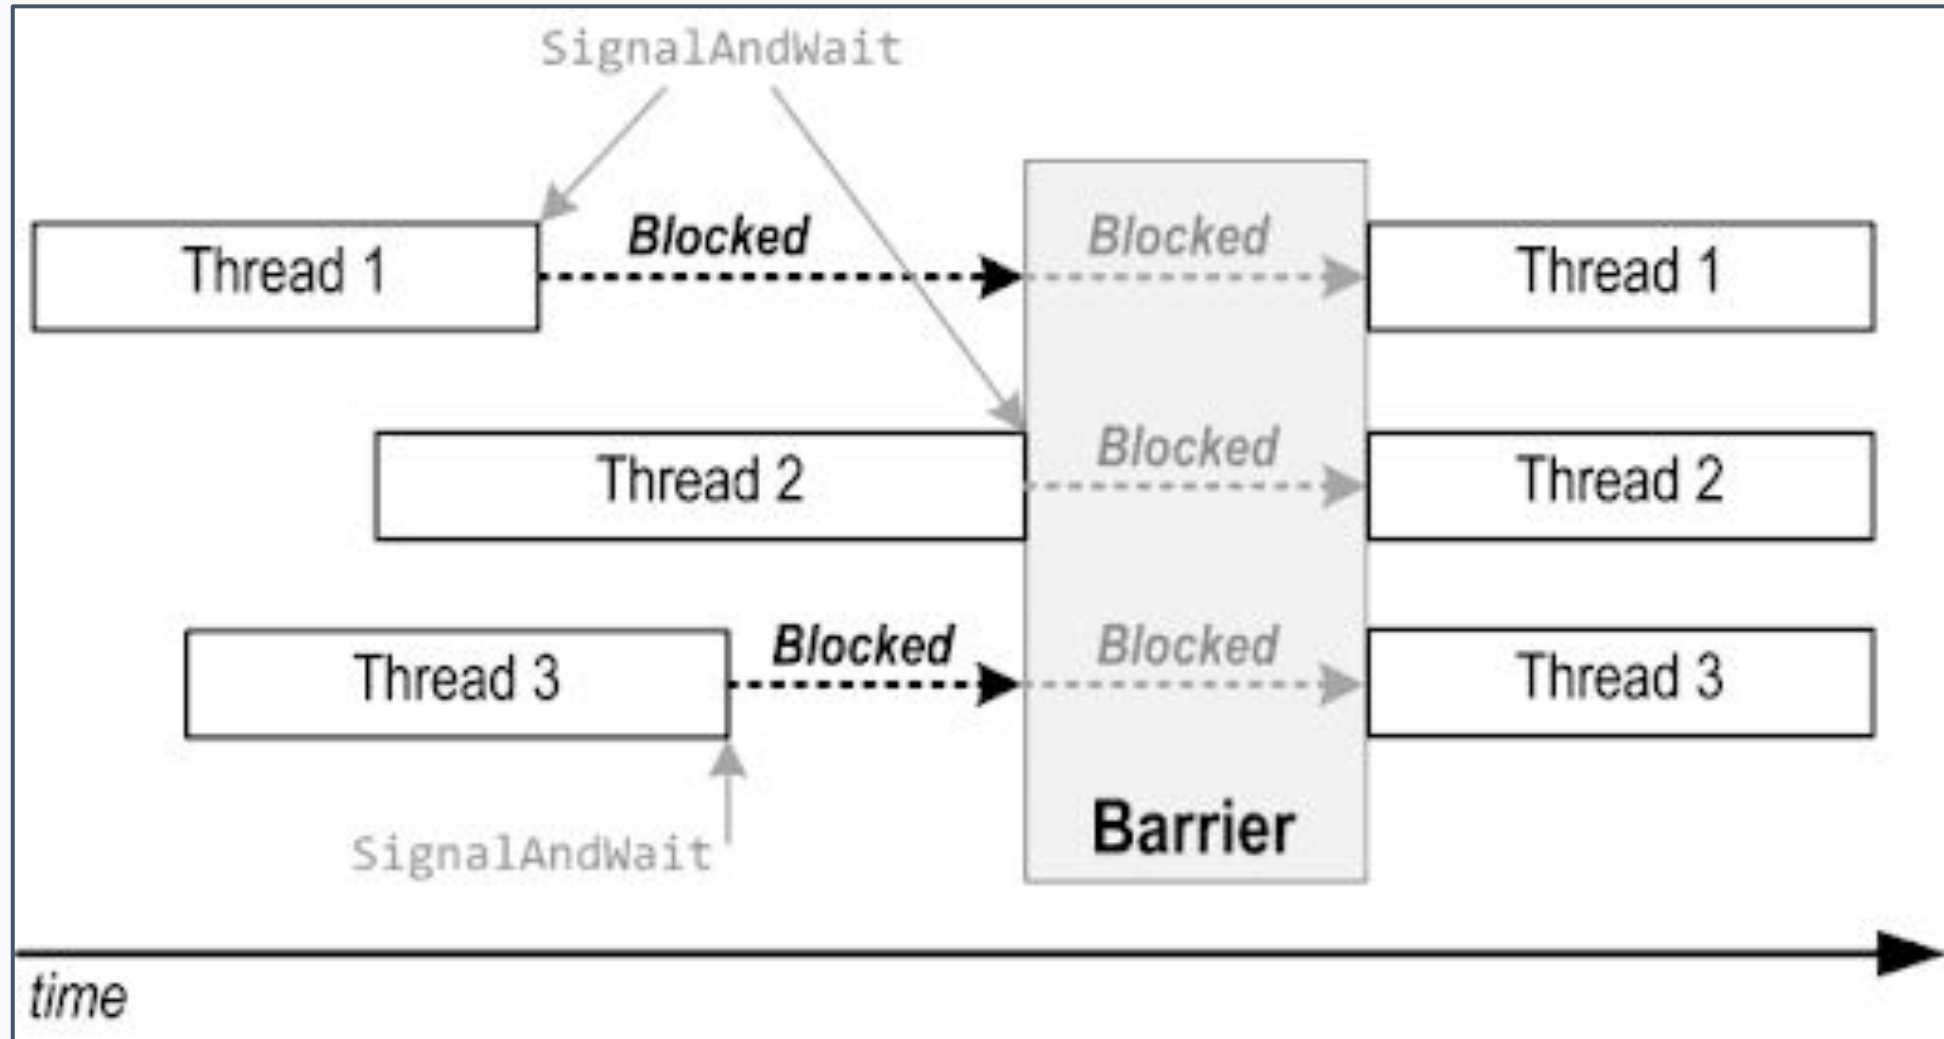 SignalAndWait
Blocked
Blocked
Thread 1
Thread 1
Blocked
Thread 2
Thread 2
Blocked
Blocked
Thread 3
Thread 3
Barrier
SignalAndWait
time